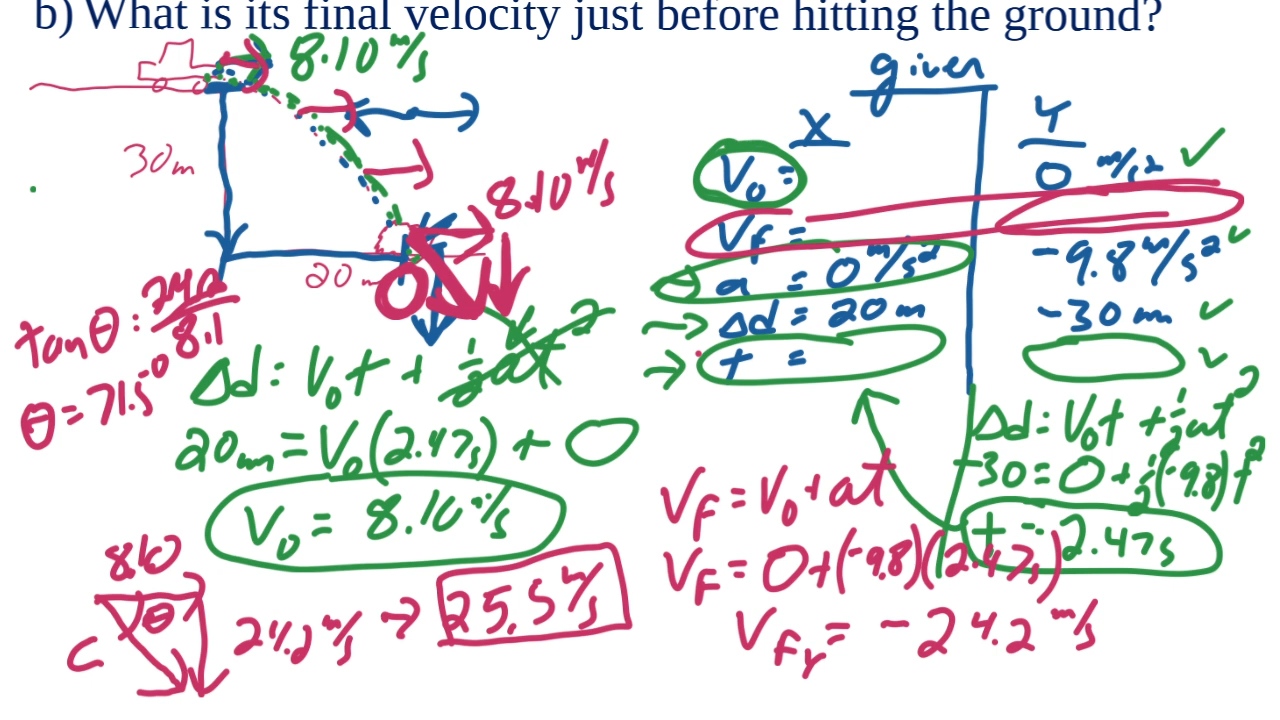 b) What is its final velocity just before hitting the ground?
8.10 m/s
given
X
Y
V₀ =
0 m/s² ✓
30m
8.10 m/s
Vf =
a = 0 m/s²
-9.8 m/s² ✓
20 m
Δd = 20 m
-30 m ✓
t =
✓
tanθ = 24.2/8.1
θ = 71.5°
Δd = V₀t + ½at²
20m = V₀(2.47s) + 0
V₀ = 8.10 m/s
Δd = V₀t + ½at²
-30 = 0 + ½(-9.8)t²
t = 2.47s
VF = V₀ + at
VF = 0 + (-9.8)(2.47s)
VFy = -24.2 m/s
8.10
θ
C
24.2 m/s → 25.5 m/s